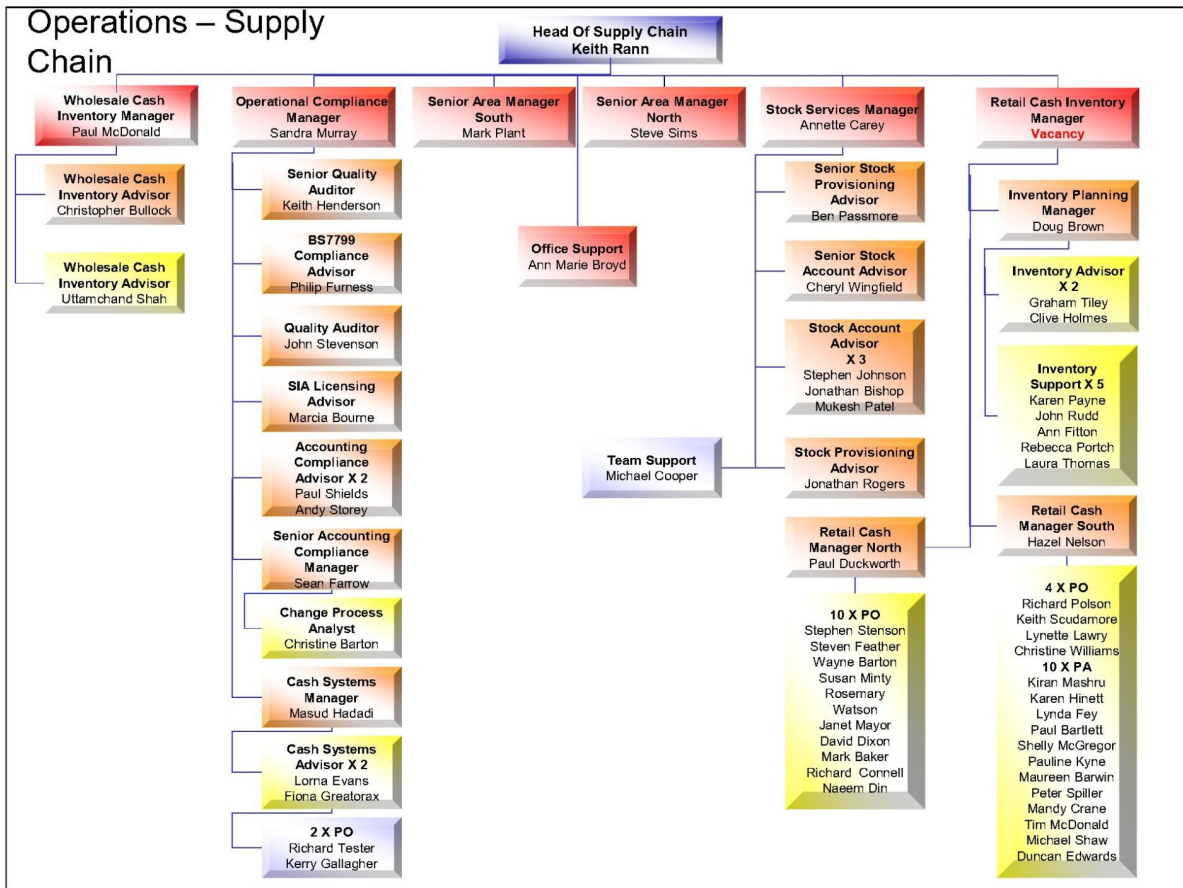 Operations – Supply
Chain
Head Of Supply Chain
Keith Rann
Wholesale Cash
Inventory Manager
Paul McDonald
Operational Compliance
Manager
Sandra Murray
Senior Area Manager
South
Mark Plant
Senior Area Manager
North
Steve Sims
Stock Services Manager
Annette Carey
Retail Cash Inventory
Manager
Vacancy
Wholesale Cash
Inventory Advisor
Christopher Bullock
Wholesale Cash
Inventory Advisor
Uttamchand Shah
Senior Quality
Auditor
Keith Henderson
BS7799
Compliance
Advisor
Philip Furness
Quality Auditor
John Stevenson
SIA Licensing
Advisor
Marcia Bourne
Accounting
Compliance
Advisor X 2
Paul Shields
Andy Storey
Senior Accounting
Compliance
Manager
Sean Farrow
Change Process
Analyst
Christine Barton
Cash Systems
Manager
Masud Hadadi
Cash Systems
Advisor X 2
Lorna Evans
Fiona Greatorax
2 X PO
Richard Tester
Kerry Gallagher
Office Support
Ann Marie Broyd
Senior Stock
Provisioning
Advisor
Ben Passmore
Senior Stock
Account Advisor
Cheryl Wingfield
Stock Account
Advisor
X 3
Stephen Johnson
Jonathan Bishop
Mukesh Patel
Team Support
Michael Cooper
Stock Provisioning
Advisor
Jonathan Rogers
Retail Cash
Manager North
Paul Duckworth
10 X PO
Stephen Stenson
Steven Feather
Wayne Barton
Susan Minty
Rosemary
Watson
Janet Mayor
David Dixon
Mark Baker
Richard Connell
Naeem Din
Inventory Planning
Manager
Doug Brown
Inventory Advisor
X 2
Graham Tiley
Clive Holmes
Inventory
Support X 5
Karen Payne
John Rudd
Ann Fitton
Rebecca Portch
Laura Thomas
Retail Cash
Manager South
Hazel Nelson
4 X PO
Richard Polson
Keith Scudamore
Lynette Lawry
Christine Williams
10 X PA
Kiran Mashru
Karen Hinett
Lynda Fey
Paul Bartlett
Shelly McGregor
Pauline Kyne
Maureen Barwin
Peter Spiller
Mandy Crane
Tim McDonald
Michael Shaw
Duncan Edwards